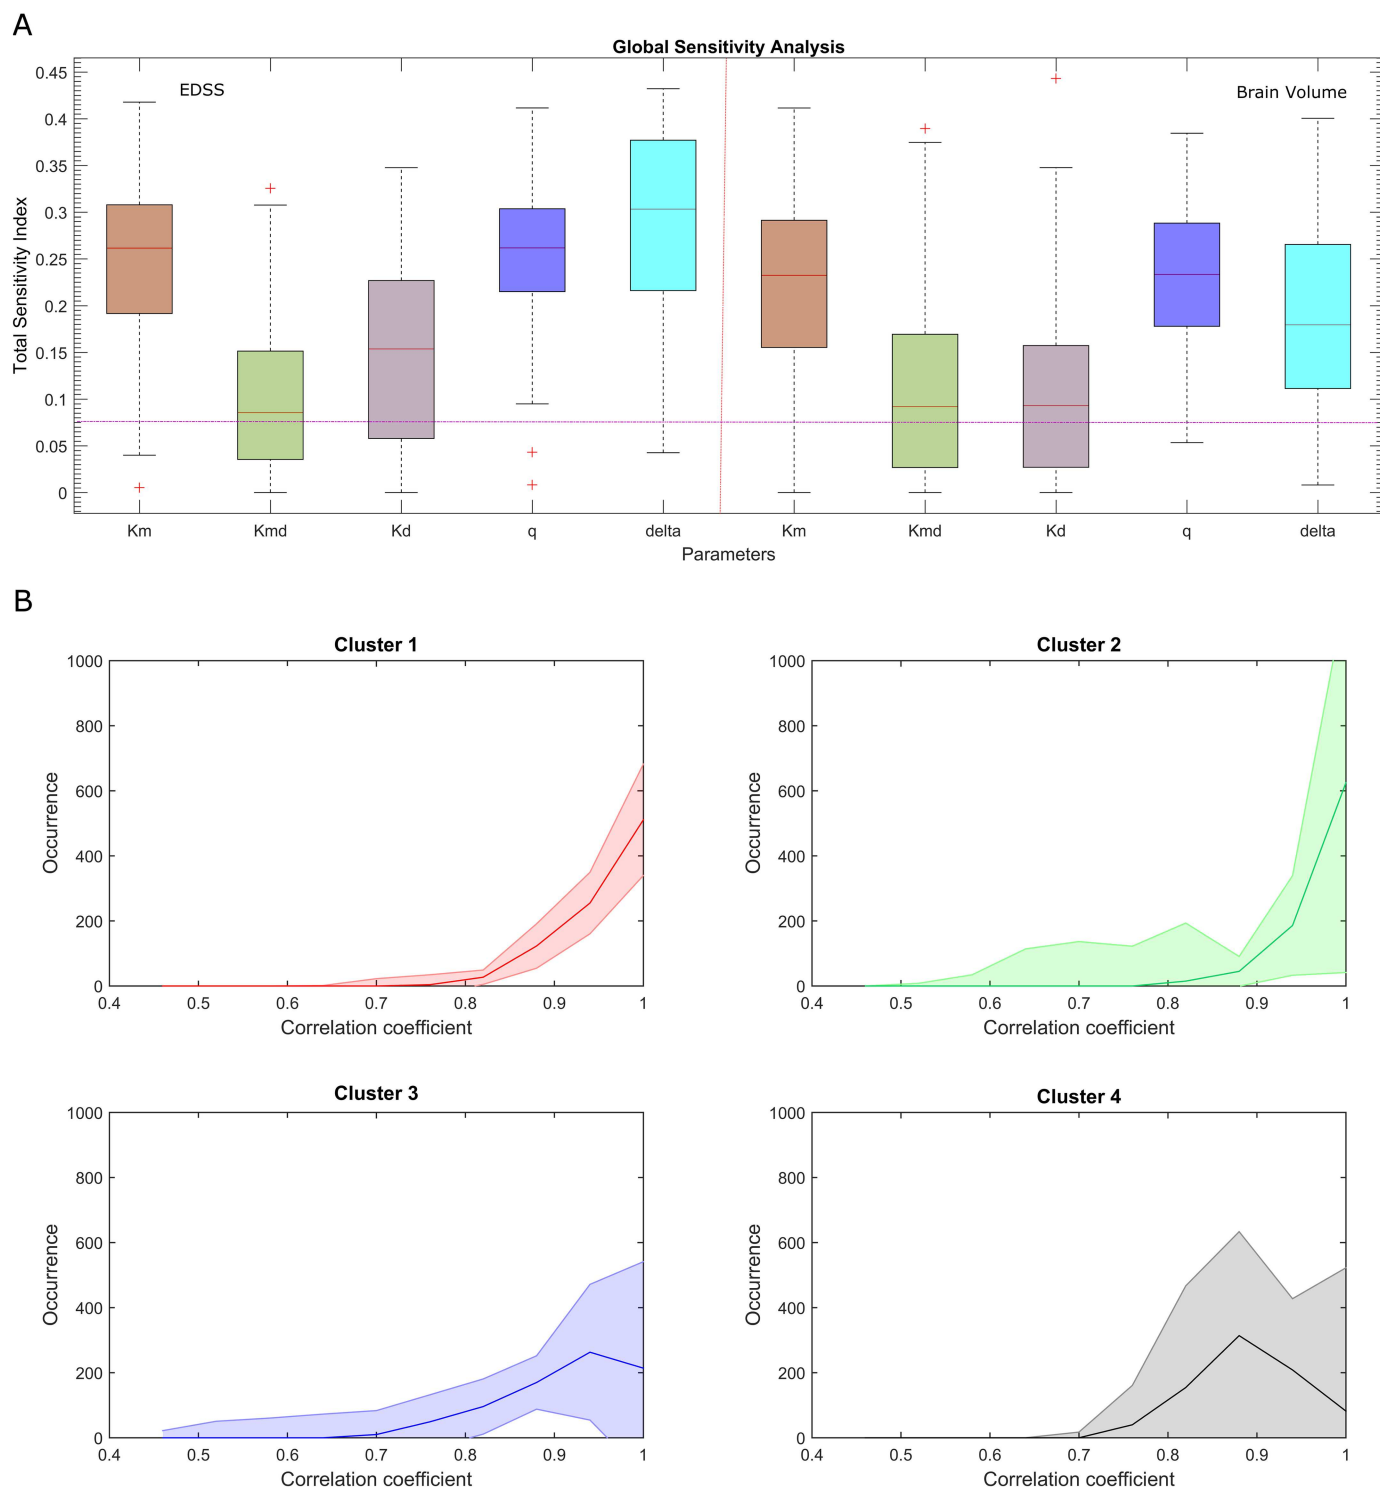 A
Global Sensitivity Analysis
EDSS
Brain Volume
Total Sensitivity Index
0.45
0.4
0.35
0.3
0.25
0.2
0.15
0.1
0.05
0
Km Kmd Kd q delta Km Kmd Kd q delta
Parameters
B
Cluster 1
Occurrence
1000
800
600
400
200
0
0.4 0.5 0.6 0.7 0.8 0.9 1
Correlation coefficient
Cluster 2
Occurrence
1000
800
600
400
200
0
0.4 0.5 0.6 0.7 0.8 0.9 1
Correlation coefficient
Cluster 3
Occurrence
1000
800
600
400
200
0
0.4 0.5 0.6 0.7 0.8 0.9 1
Correlation coefficient
Cluster 4
Occurrence
1000
800
600
400
200
0
0.4 0.5 0.6 0.7 0.8 0.9 1
Correlation coefficient